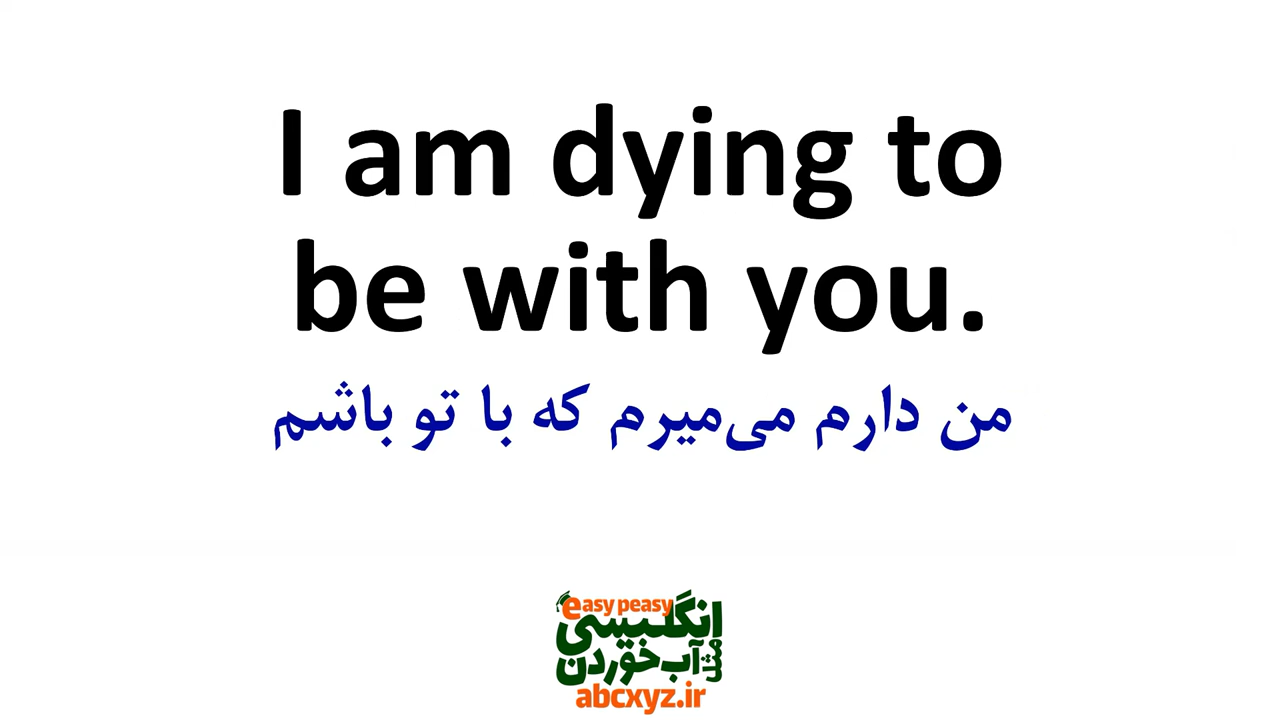 I am dying to
be with you.
من دارم می‌میرم که با تو باشم
easy peasy
انگلیسی
مثل آب خوردن
abcxyz.ir